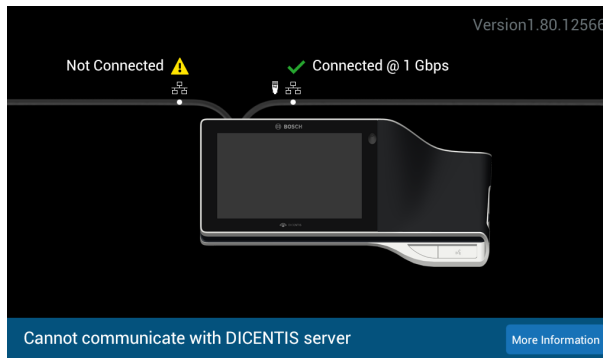 Version1.80.12566
Not Connected
Connected @ 1 Gbps
BOSCH
Cannot communicate with DICENTIS server
More Information